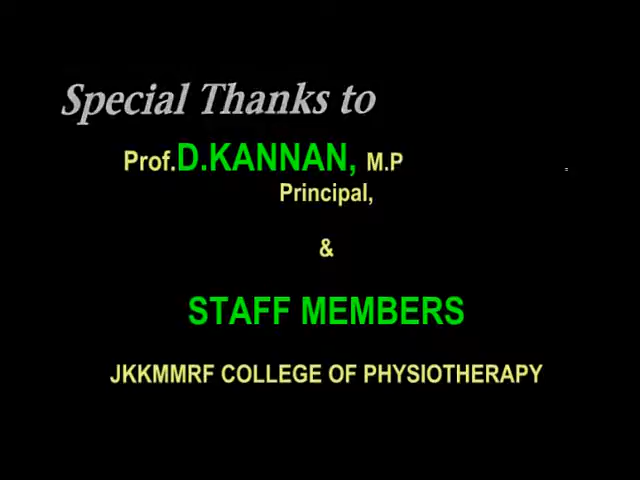 Special Thanks to
Prof.D.KANNAN, M.P
Principal,
&
STAFF MEMBERS
JKKMMRF COLLEGE OF PHYSIOTHERAPY